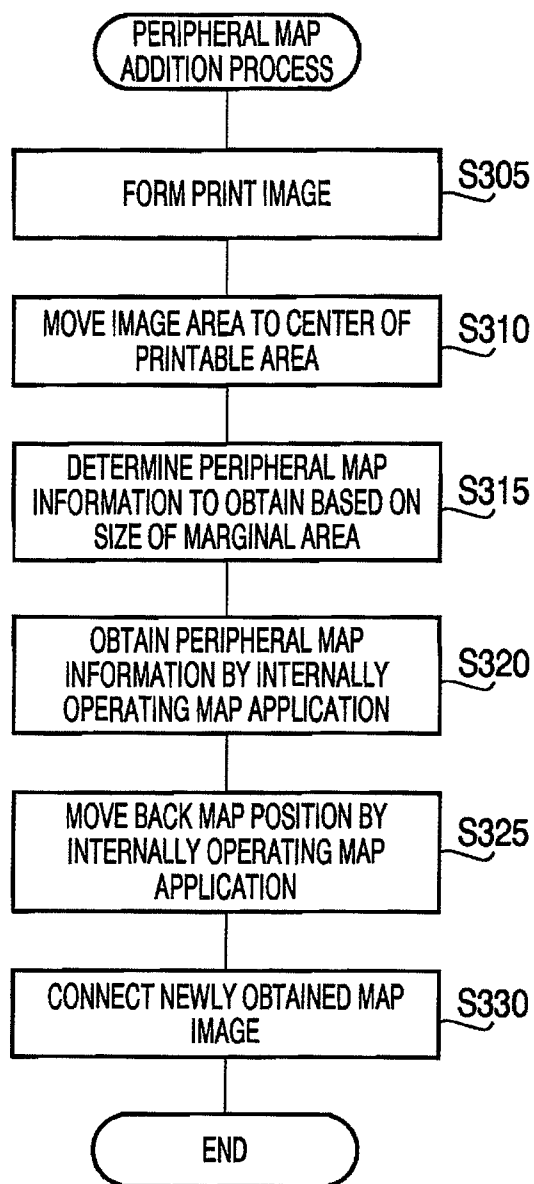 PERIPHERAL MAP
ADDITION PROCESS
FORM PRINT IMAGE
S305
MOVE IMAGE AREA TO CENTER OF
PRINTABLE AREA
S310
DETERMINE PERIPHERAL MAP
INFORMATION TO OBTAIN BASED ON
SIZE OF MARGINAL AREA
S315
OBTAIN PERIPHERAL MAP
INFORMATION BY INTERNALLY
OPERATING MAP APPLICATION
S320
MOVE BACK MAP POSITION BY
INTERNALLY OPERATING MAP
APPLICATION
S325
CONNECT NEWLY OBTAINED MAP
IMAGE
S330
END